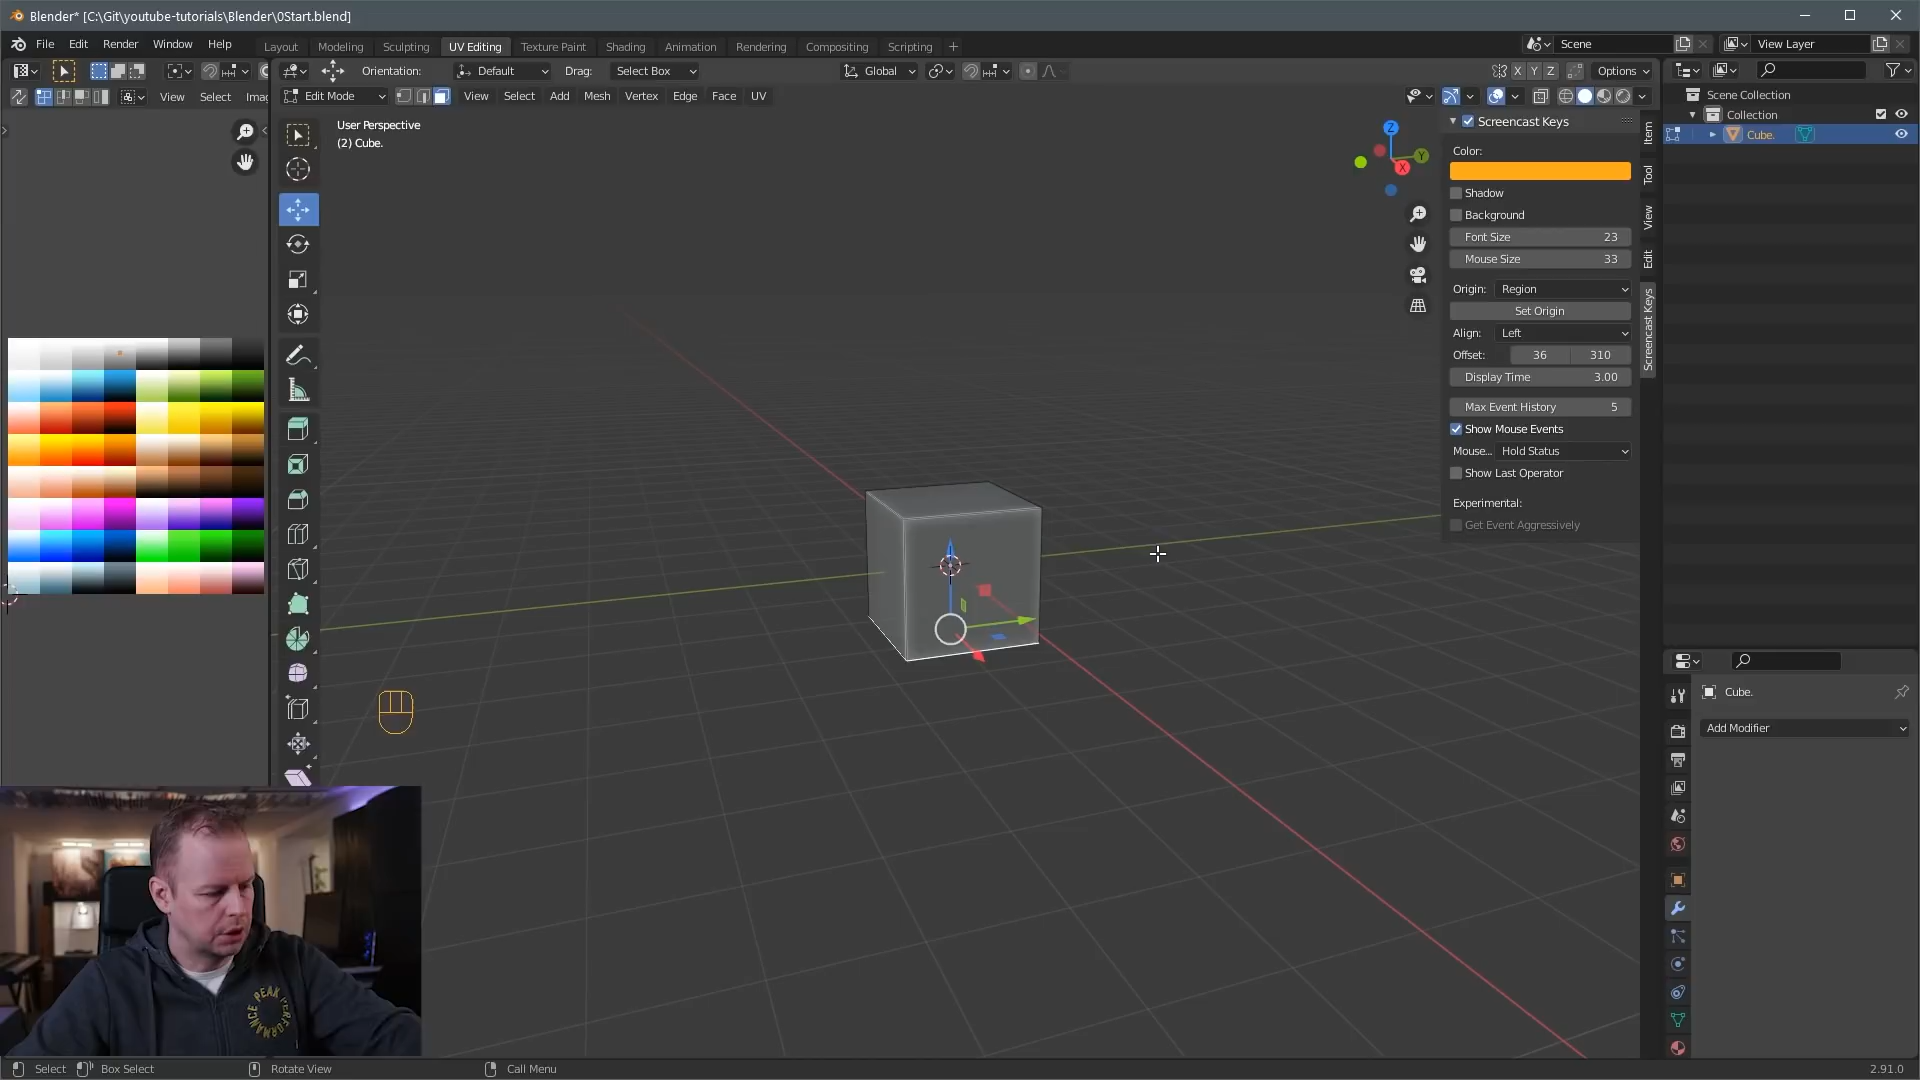 Blender* [C:\Git\youtube-tutorials\Blender\0Start.blend]
File Edit Render Window Help
Layout Modeling Sculpting UV Editing Texture Paint Shading Animation Rendering Compositing Scripting +
Scene
View Layer
Orientation: Default Drag: Select Box
Global
X Y Z Options
View Select Imag
Edit Mode View Select Add Mesh Vertex Edge Face UV
User Perspective
(2) Cube.
Z
Y
X
Screencast Keys
Color:
Shadow
Background
Font Size 23
Mouse Size 33
Origin: Region
Set Origin
Align: Left
Offset: 36 310
Display Time 3.00
Max Event History 5
Show Mouse Events
Mouse... Hold Status
Show Last Operator
Experimental:
Get Event Aggressively
Item
Tool
View
Edit
Screencast Keys
Scene Collection
Collection
Cube.
Cube.
Add Modifier
PEAK PERFORMANCE
Select Box Select Rotate View Call Menu
2.91.0